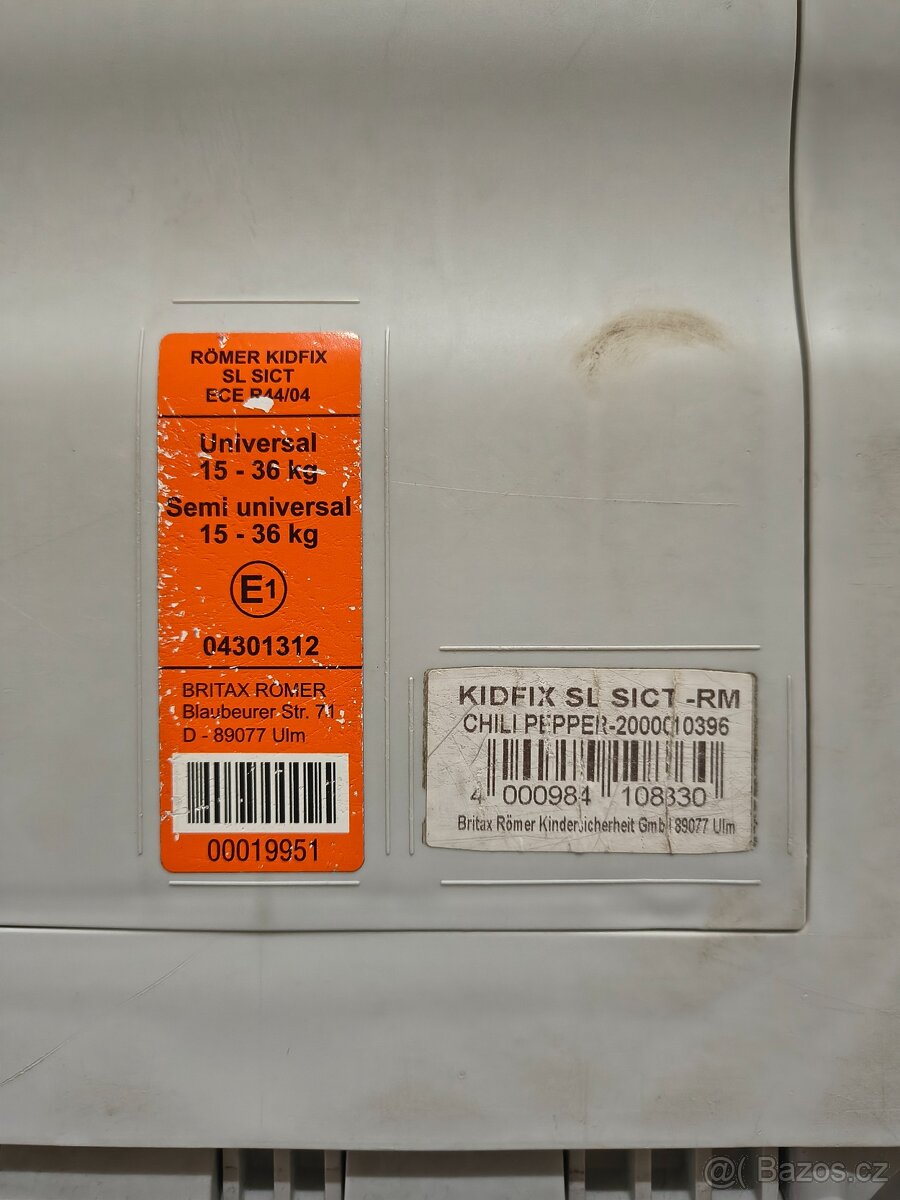 RÖMER KIDFIX
SL SICT
ECE R44/04
Universal
15 - 36 kg
Semi universal
15 - 36 kg
E1
04301312
BRITAX RÖMER
Blaubeurer Str. 71
D - 89077 Ulm
00019951
KIDFIX SL SICT -RM
CHILI PEPPER-2000010396
4 000984 108330
Britax Römer Kindersicherheit GmbH 89077 Ulm
@( Bazos.cz